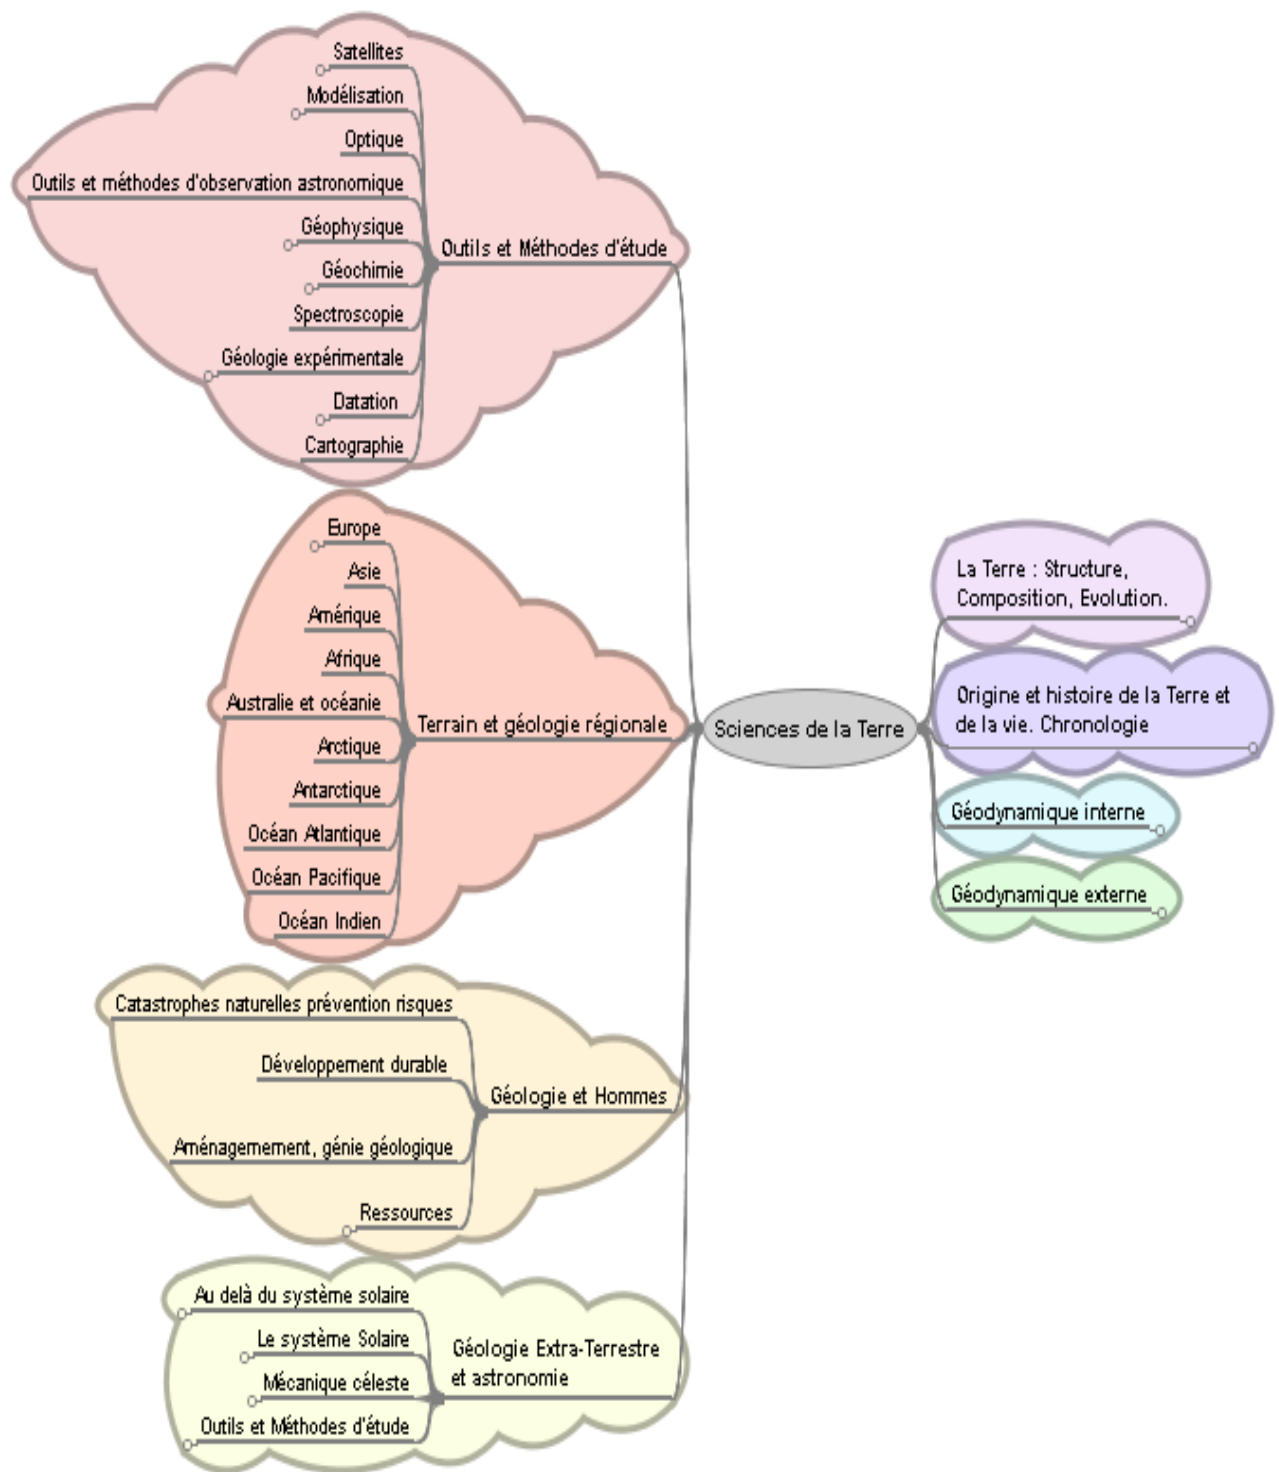 Satellites
Modélisation
Optique
Outils et méthodes d'observation astronomique
Géophysique
Géochimie
Spectroscopie
Géologie expérimentale
Datation
Cartographie
Outils et Méthodes d'étude
Europe
Asie
Amérique
Afrique
Australie et océanie
Arctique
Antarctique
Océan Atlantique
Océan Pacifique
Océan Indien
Terrain et géologie régionale
Catastrophes naturelles prévention risques
Développement durable
Aménagemement, génie géologique
Ressources
Géologie et Hommes
Au delà du système solaire
Le système Solaire
Mécanique céleste
Outils et Méthodes d'étude
Géologie Extra-Terrestre
et astronomie
Sciences de la Terre
La Terre : Structure,
Composition, Evolution.
Origine et histoire de la Terre et
de la vie. Chronologie
Géodynamique interne
Géodynamique externe